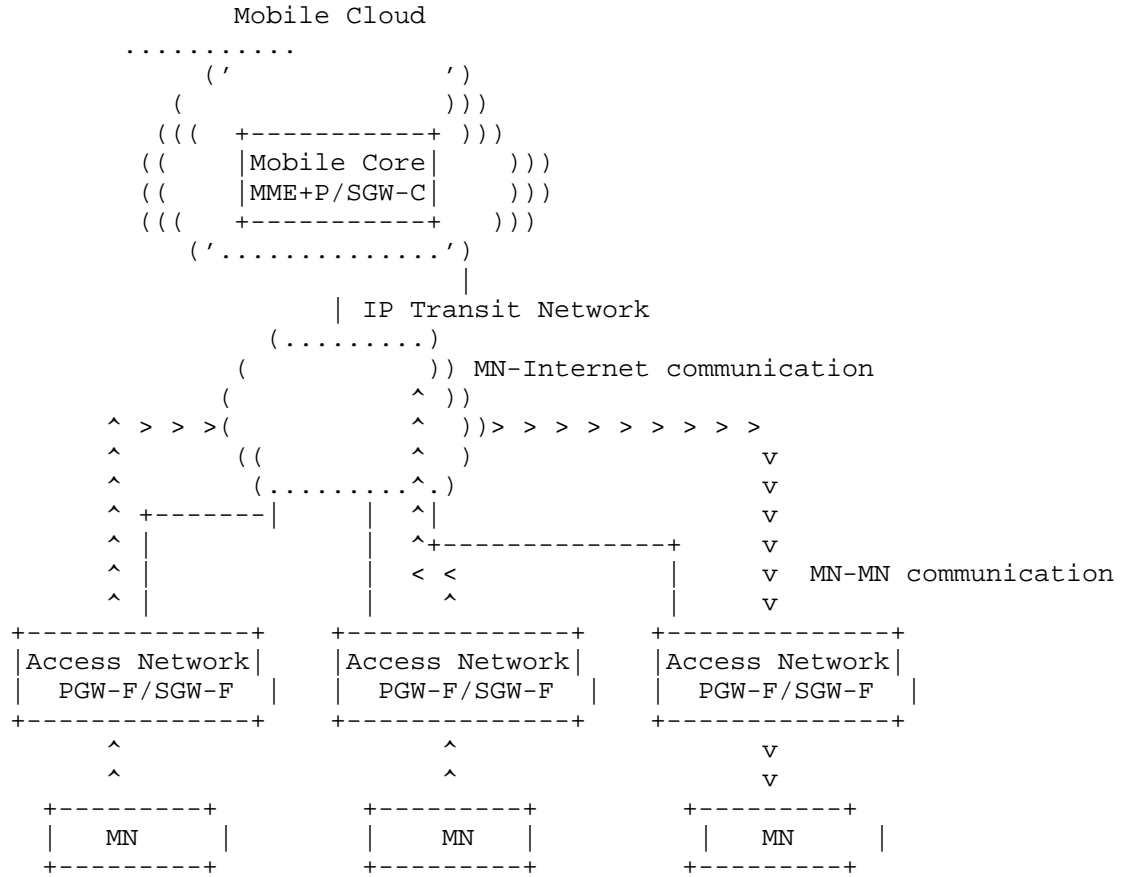 Mobile Cloud
Mobile Core
MME+P/SGW-C
IP Transit Network
MN-Internet communication
MN-MN communication
Access Network Access Network Access Network
PGW-F/SGW-F PGW-F/SGW-F PGW-F/SGW-F
MN MN MN